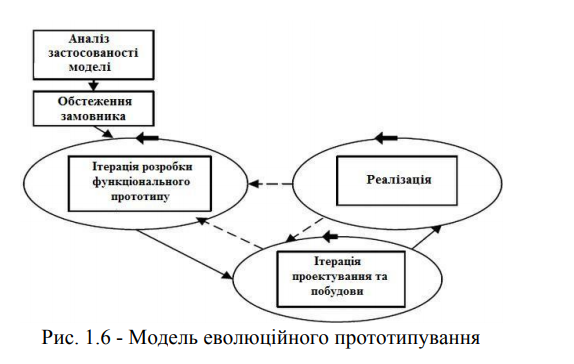 Аналіз
застосованості
моделі
Обстеження
замовника
Ітерація розробки
функціонального
прототипу
Реалізація
Ітерація
проектування та
побудови
Рис. 1.6 - Модель еволюційного прототипування